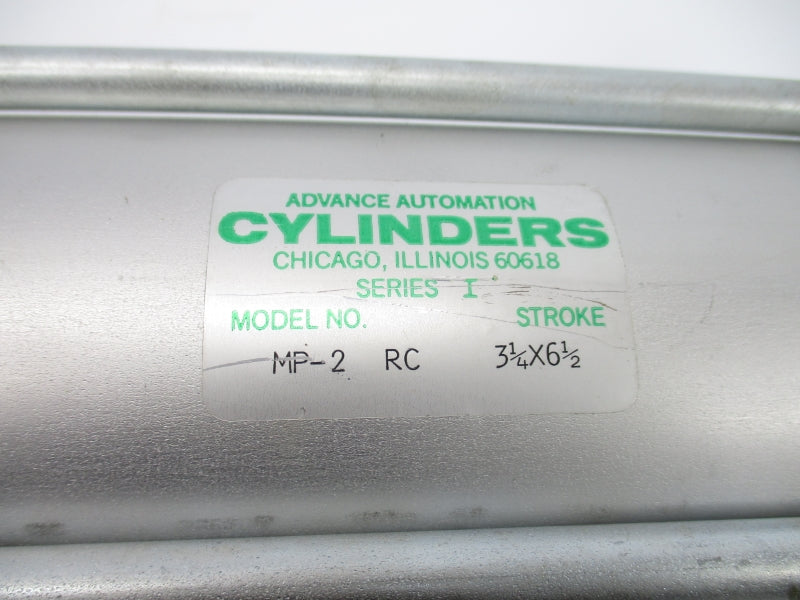 ADVANCE AUTOMATION
CYLINDERS
CHICAGO, ILLINOIS 60618
SERIES I
MODEL NO. STROKE
MP-2 RC 3¼X6½